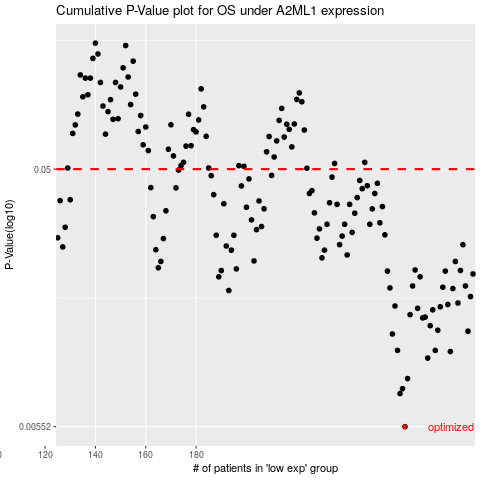 Cumulative P-Value plot for OS under A2ML1 expression
P-Value(log10)
0.05
0.00552
optimized
0
120
140
160
180
# of patients in 'low exp' group